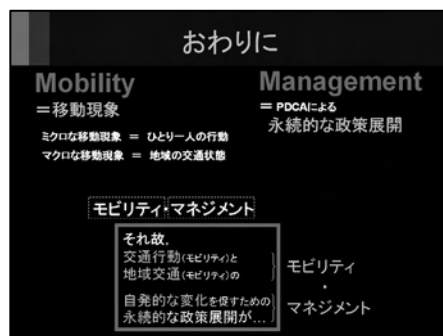 おわりに
Mobility
＝移動現象
ミクロな移動現象 ＝ ひとり一人の行動
マクロな移動現象 ＝ 地域の交通状態
Management
＝ PDCAによる
永続的な政策展開
モビリティ・マネジメント
それ故，
交通行動(モビリティ)と
地域交通(モビリティ)の
自発的な変化を促すための
永続的な政策展開が…
モビリティ
・
マネジメント